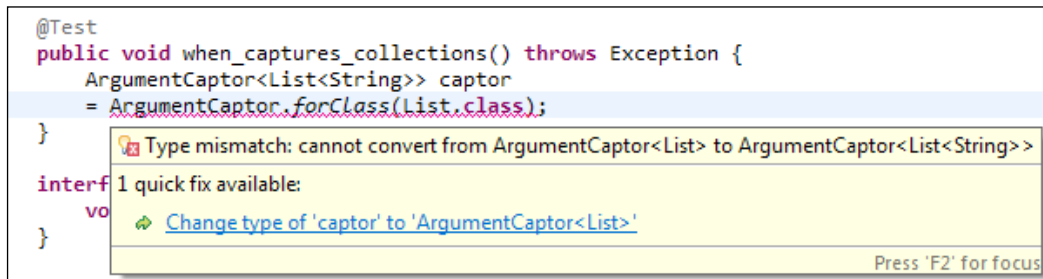 @Test
public void when_captures_collections() throws Exception {
    ArgumentCaptor<List<String>> captor
    = ArgumentCaptor.forClass(List.class);
}
Type mismatch: cannot convert from ArgumentCaptor<List> to ArgumentCaptor<List<String>>
interf
1 quick fix available:
vo
Change type of 'captor' to 'ArgumentCaptor<List>'
}
Press 'F2' for focus